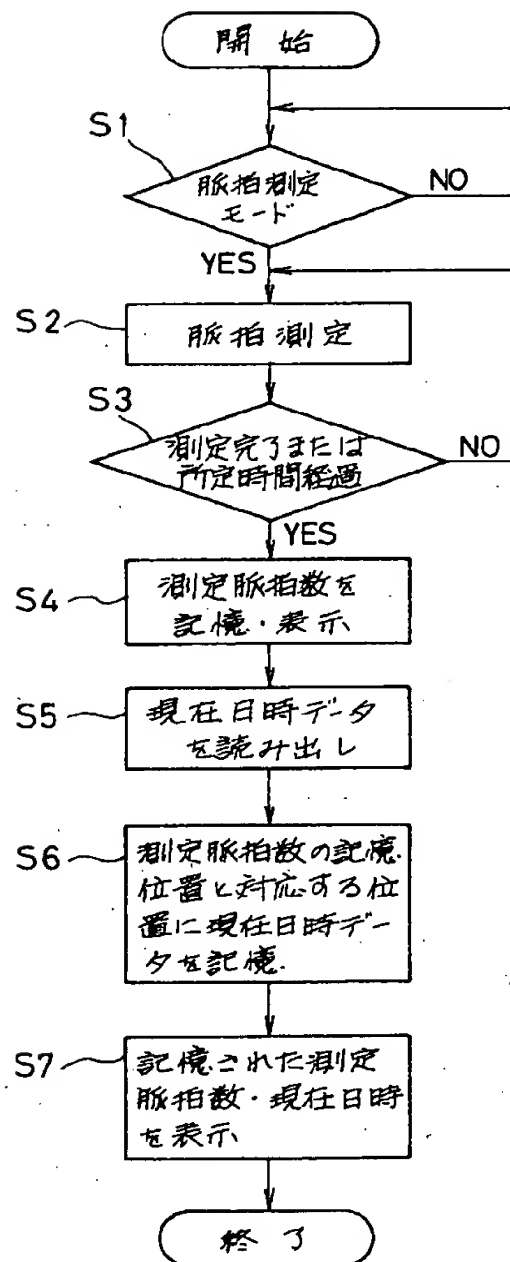 開始
S1
脈拍測定
モード
NO
YES
S2
脈拍測定
S3
測定完了または
所定時間経過
NO
YES
S4
測定脈拍数を
記憶・表示
S5
現在日時データ
を読み出し
S6
測定脈拍数の記憶
位置と対応する位
置に現在日時デー
タを記憶
S7
記憶された測定
脈拍数・現在日時
を表示
終了